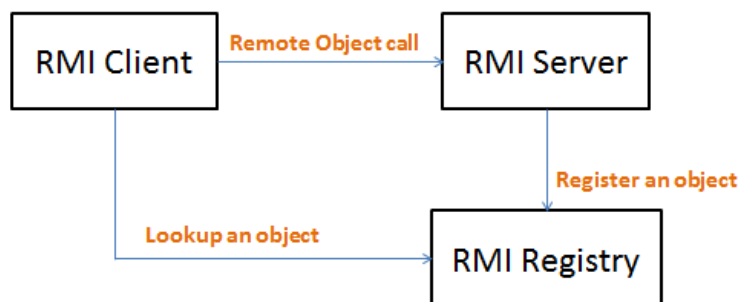 RMI Client
Remote Object call
RMI Server
Register an object
Lookup an object
RMI Registry